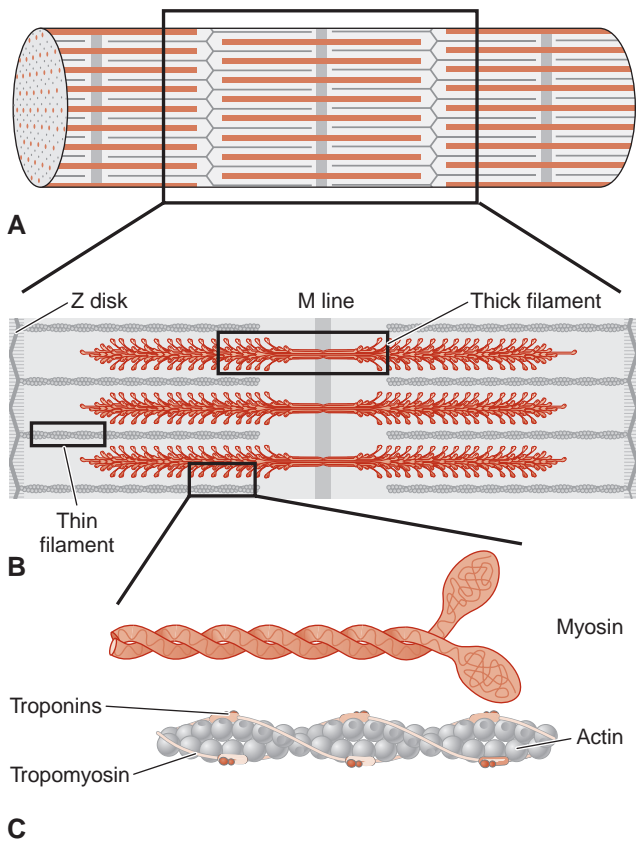 A
Z disk
M line
Thick filament
Thin
filament
B
Myosin
Troponins
Actin
Tropomyosin
C